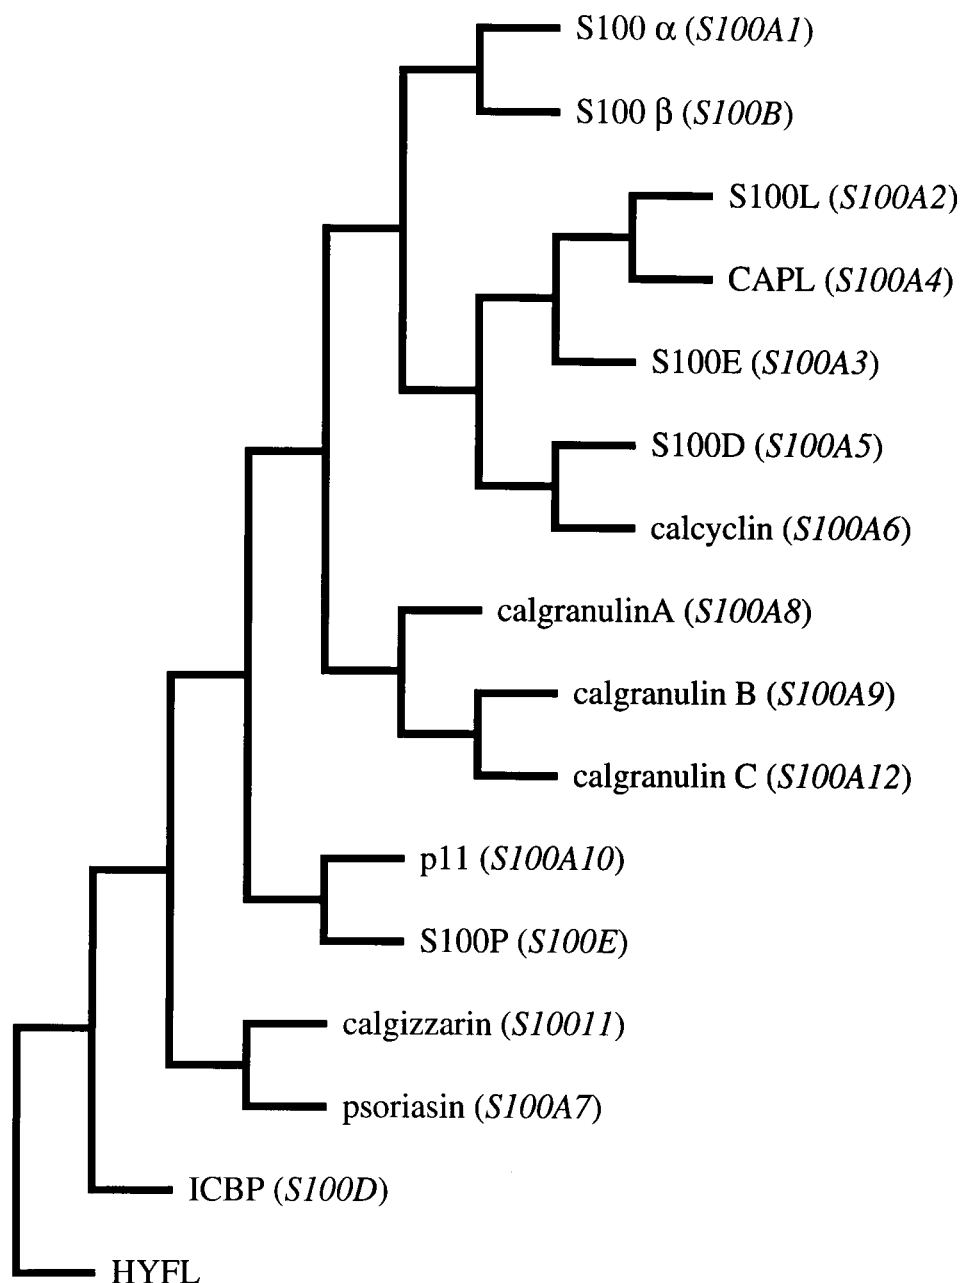 S100 α (S100A1)
S100 β (S100B)
S100L (S100A2)
CAPL (S100A4)
S100E (S100A3)
S100D (S100A5)
calcyclin (S100A6)
calgranulinA (S100A8)
calgranulin B (S100A9)
calgranulin C (S100A12)
p11 (S100A10)
S100P (S100E)
calgizzarin (S10011)
psoriasin (S100A7)
ICBP (S100D)
HYFL